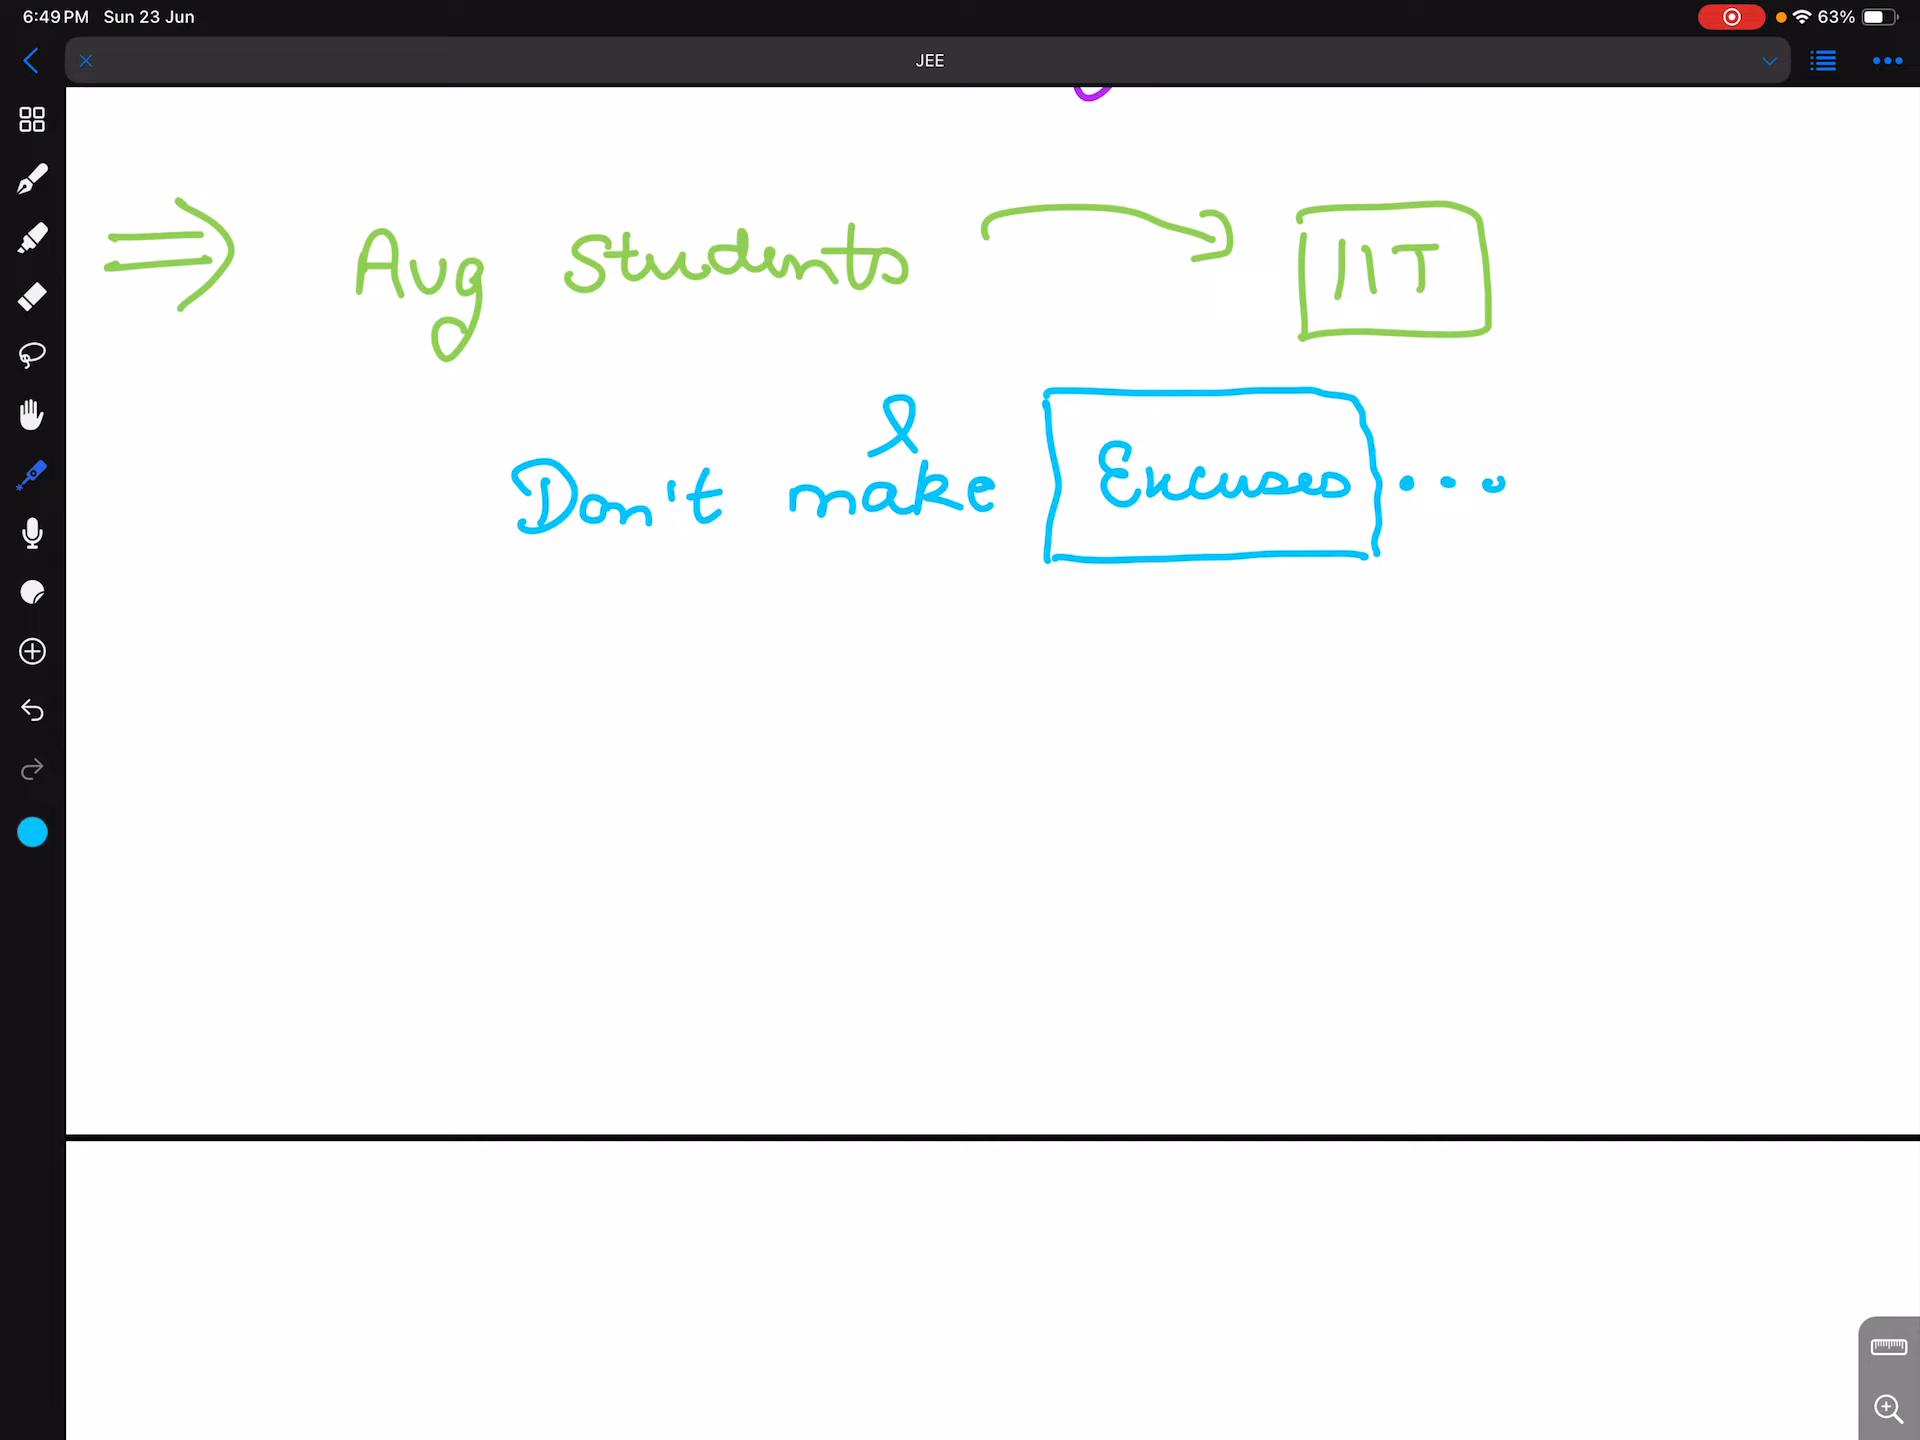 6:49 PM Sun 23 Jun 63%
JEE
⇒ Avg Students → IIT
Don't make Excuses ...